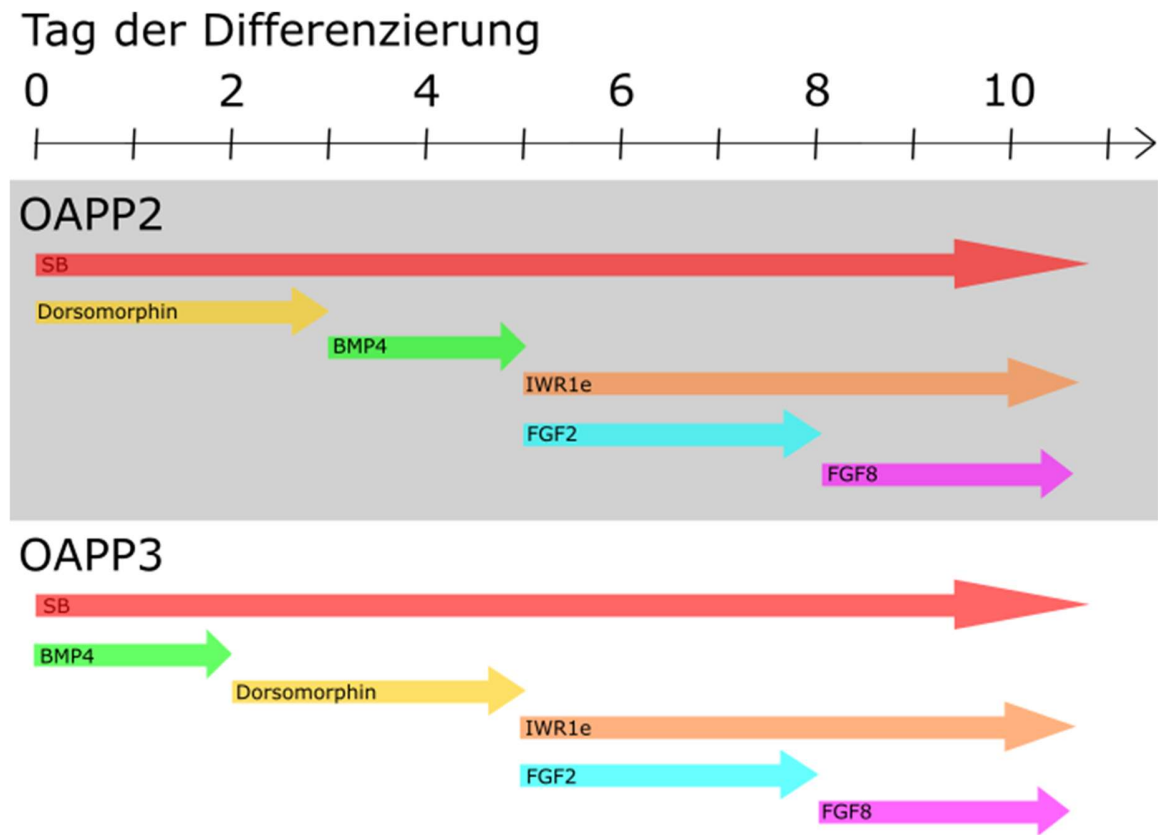 Tag der Differenzierung
0 2 4 6 8 10
OAPP2
SB
Dorsomorphin
BMP4
IWR1e
FGF2
FGF8
OAPP3
SB
BMP4
Dorsomorphin
IWR1e
FGF2
FGF8